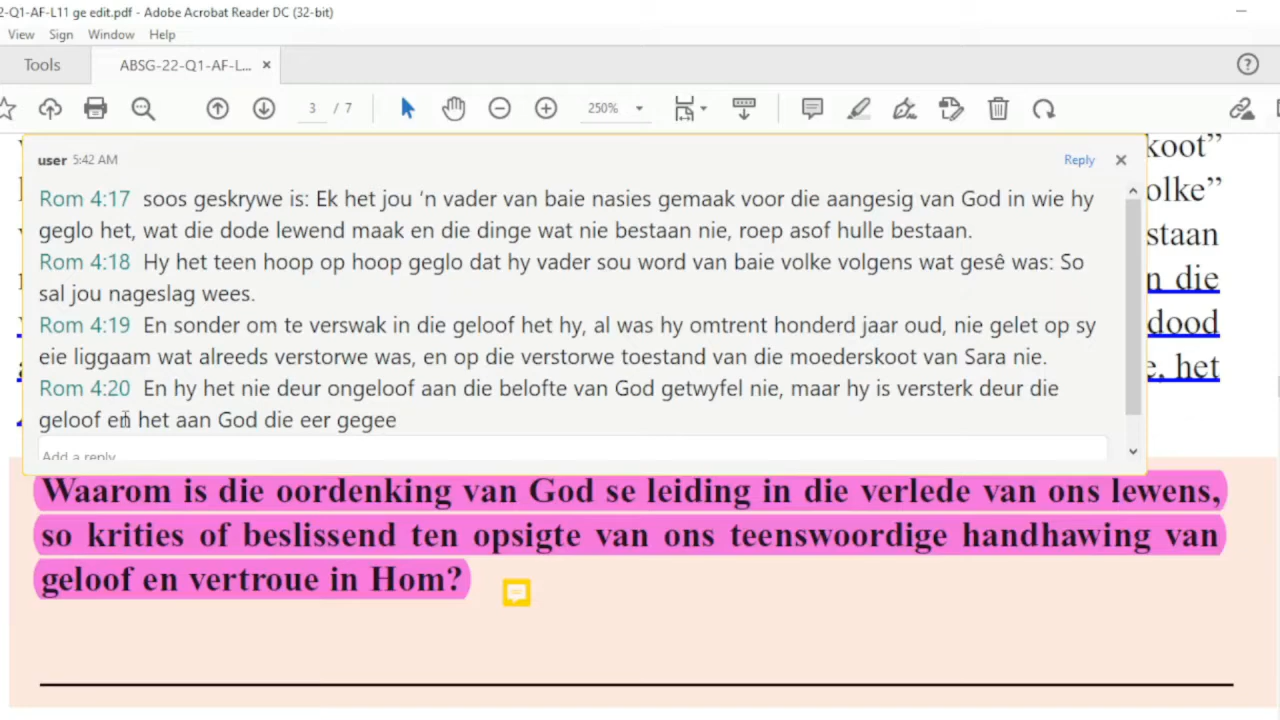 2-Q1-AF-L11 ge edit.pdf - Adobe Acrobat Reader DC (32-bit)
View Sign Window Help
Tools ABSG-22-Q1-AF-L... ×
3 / 7 250%
user 5:42 AM Reply
Rom 4:17 soos geskrywe is: Ek het jou ‘n vader van baie nasies gemaak voor die aangesig van God in wie hy
geglo het, wat die dode lewend maak en die dinge wat nie bestaan nie, roep asof hulle bestaan.
Rom 4:18 Hy het teen hoop op hoop geglo dat hy vader sou word van baie volke volgens wat gesê was: So
sal jou nageslag wees.
Rom 4:19 En sonder om te verswak in die geloof het hy, al was hy omtrent honderd jaar oud, nie gelet op sy
eie liggaam wat alreeds verstorwe was, en op die verstorwe toestand van die moederskoot van Sara nie.
Rom 4:20 En hy het nie deur ongeloof aan die belofte van God getwyfel nie, maar hy is versterk deur die
geloof en het aan God die eer gegee
Add a reply
koot”
olke”
staan
n die
dood
e, het
Waarom is die oordenking van God se leiding in die verlede van ons lewens,
so krities of beslissend ten opsigte van ons teenswoordige handhawing van
geloof en vertroue in Hom?